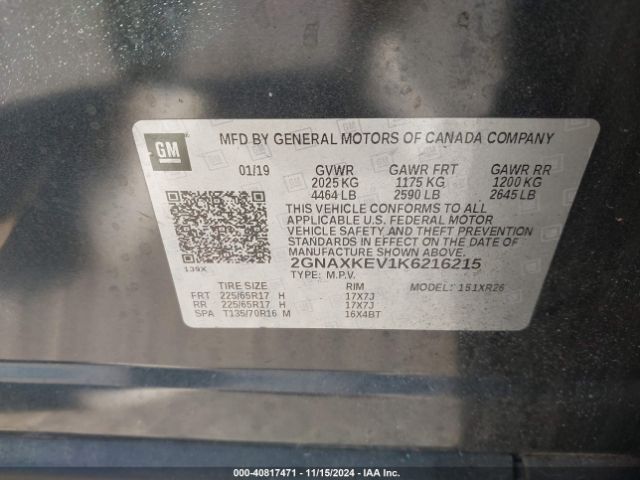 GM
MFD BY GENERAL MOTORS OF CANADA COMPANY
01/19 GVWR GAWR FRT GAWR RR
2025 KG 1175 KG 1200 KG
4464 LB 2590 LB 2645 LB
THIS VEHICLE CONFORMS TO ALL
APPLICABLE U.S. FEDERAL MOTOR
VEHICLE SAFETY AND THEFT PREVENTION
STANDARDS IN EFFECT ON THE DATE OF
MANUFACTURE SHOWN ABOVE.
139X 2GNAXKEV1K6216215
TYPE: M.P.V. MODEL: 1S1XR26
TIRE SIZE RIM
FRT 225/65R17 H 17X7J
RR 225/65R17 H 17X7J
SPA T135/70R16 M 16X4BT
000-40817471 - 11/15/2024 - IAA Inc.